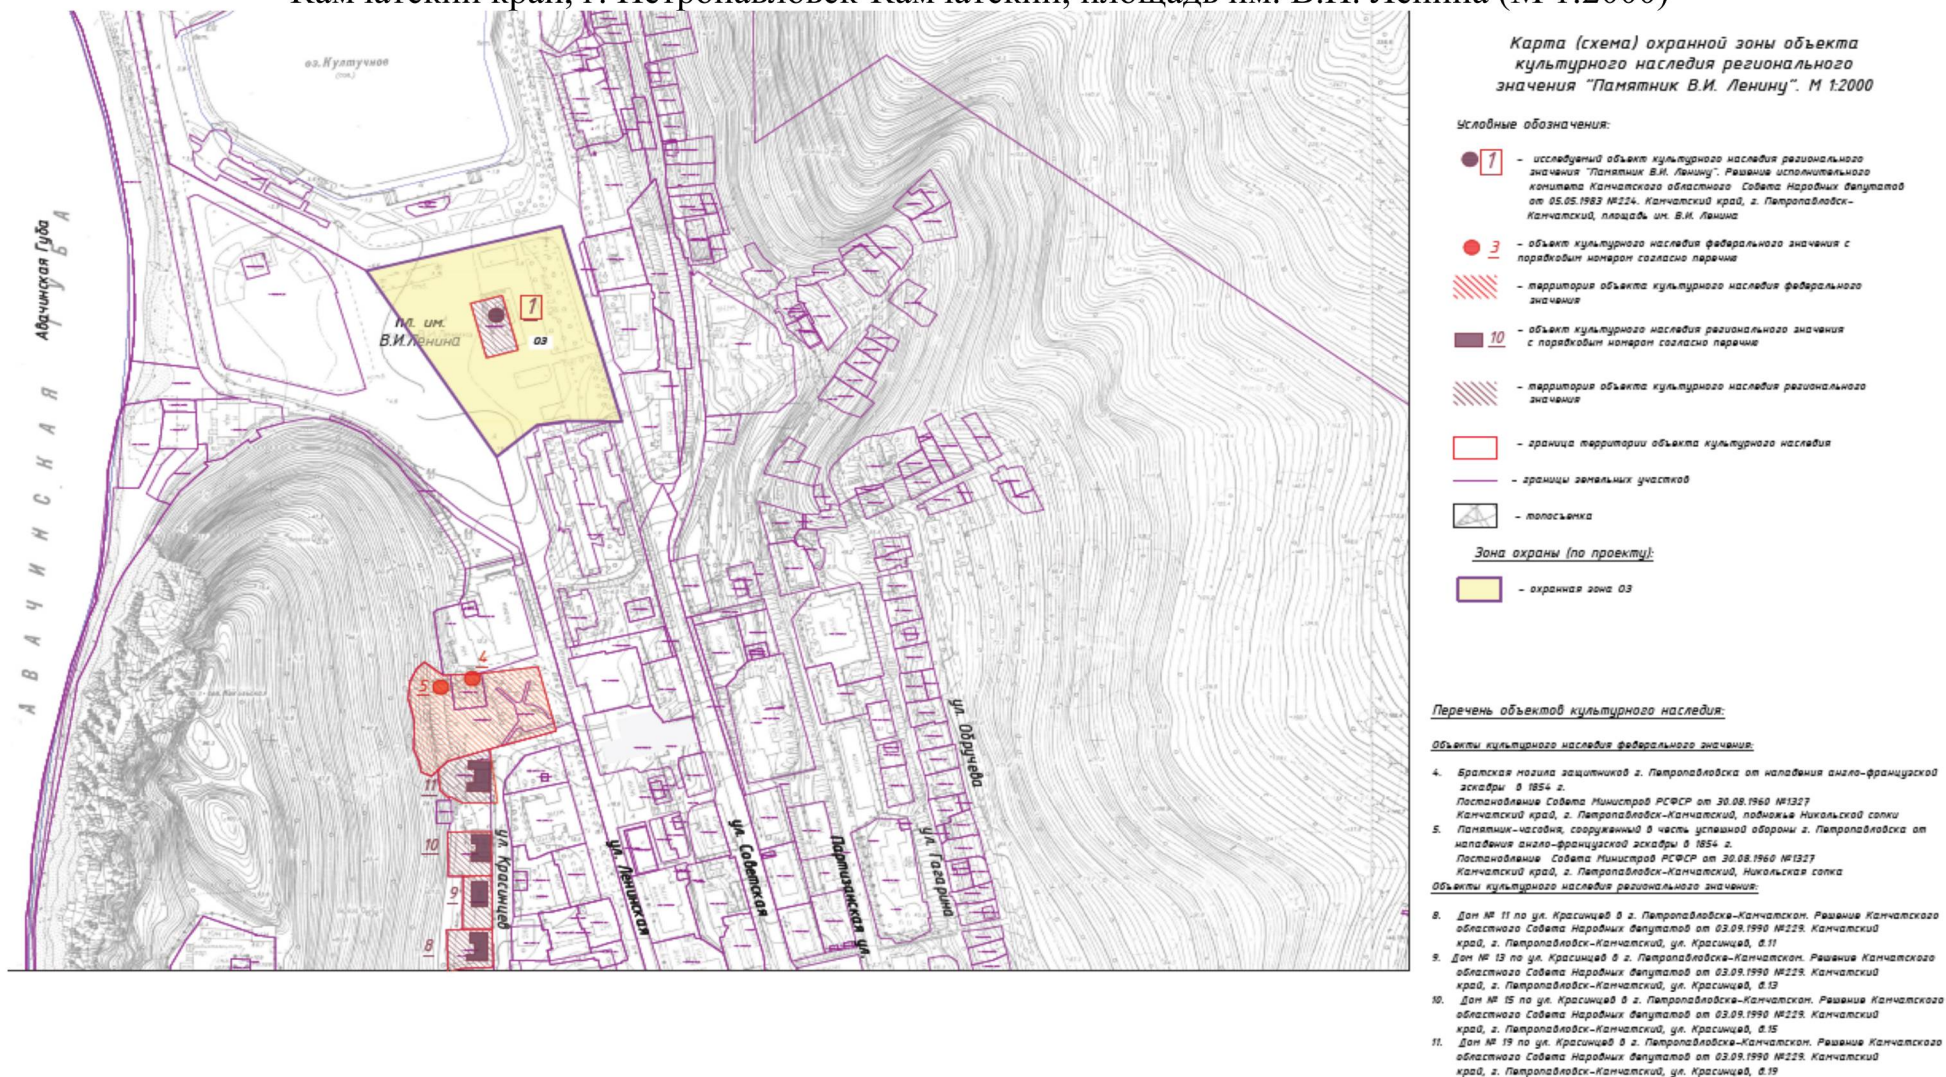 Камчатский край, г. Петропавловск-Камчатский, площадь им. В.И. Ленина (М 1:2000)
Карта (схема) охранной зоны объекта
культурного наследия регионального
значения "Памятник В.И. Ленину". М 1:2000
Условные обозначения:
1 - исследуемый объект культурного наследия регионального
значения "Памятник В.И. Ленину". Решение исполнительного
комитета Камчатского областного Совета Народных депутатов
от 05.05.1983 №224. Камчатский край, г. Петропавловск-
Камчатский, площадь им. В.И. Ленина
3 - объект культурного наследия федерального значения с
порядковым номером согласно перечню
- территория объекта культурного наследия федерального
значения
10 - объект культурного наследия регионального значения
с порядковым номером согласно перечню
- территория объекта культурного наследия регионального
значения
- граница территории объекта культурного наследия
- границы земельных участков
- топосъемка
Зона охраны (по проекту):
- охранная зона ОЗ
Перечень объектов культурного наследия:
Объекты культурного наследия федерального значения:
4. Братская могила защитников г. Петропавловска от нападения англо-французской
эскадры в 1854 г.
Постановление Совета Министров РСФСР от 30.08.1960 №1327
Камчатский край, г. Петропавловск-Камчатский, подножье Никольской сопки
5. Памятник-часовня, сооруженный в честь успешной обороны г. Петропавловска от
нападения англо-французской эскадры в 1854 г.
Постановление Совета Министров РСФСР от 30.08.1960 №1327
Камчатский край, г. Петропавловск-Камчатский, Никольская сопка
Объекты культурного наследия регионального значения:
8. Дом № 11 по ул. Красинцев в г. Петропавловске-Камчатском. Решение Камчатского
областного Совета Народных депутатов от 03.09.1990 №229. Камчатский
край, г. Петропавловск-Камчатский, ул. Красинцев, д.11
9. Дом № 13 по ул. Красинцев в г. Петропавловске-Камчатском. Решение Камчатского
областного Совета Народных депутатов от 03.09.1990 №229. Камчатский
край, г. Петропавловск-Камчатский, ул. Красинцев, д.13
10. Дом № 15 по ул. Красинцев в г. Петропавловске-Камчатском. Решение Камчатского
областного Совета Народных депутатов от 03.09.1990 №229. Камчатский
край, г. Петропавловск-Камчатский, ул. Красинцев, д.15
11. Дом № 19 по ул. Красинцев в г. Петропавловске-Камчатском. Решение Камчатского
областного Совета Народных депутатов от 03.09.1990 №229. Камчатский
край, г. Петропавловск-Камчатский, ул. Красинцев, д.19
оз.Култучное
Авачинская Губа
АВАЧИНСКАЯ ГУБА
пл. им.
В.И.Ленина
1
ОЗ
4
5
11
10
9
8
ул. Красинцев
ул. Ленинская
ул. Советская
Партизанская ул.
ул. Гагарина
ул. Обручева